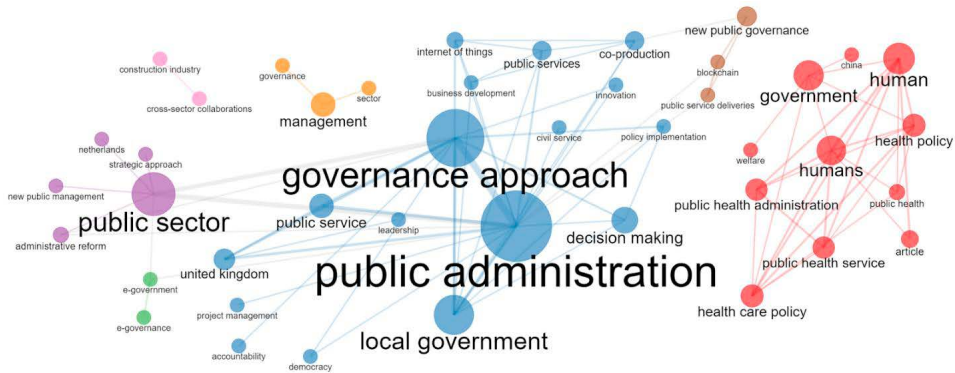 new public governance
internet of things
co-production
public services
china
human
construction industry
governance
blockchain
government
business development
sector
innovation
public service deliveries
cross-sector collaborations
management
netherlands
civil service
policy implementation
health policy
strategic approach
welfare
humans
governance approach
new public management
public health administration
public health
public sector
public service
leadership
decision making
administrative reform
article
public health service
united kingdom
public administration
e-government
health care policy
project management
e-governance
local government
accountability
democracy